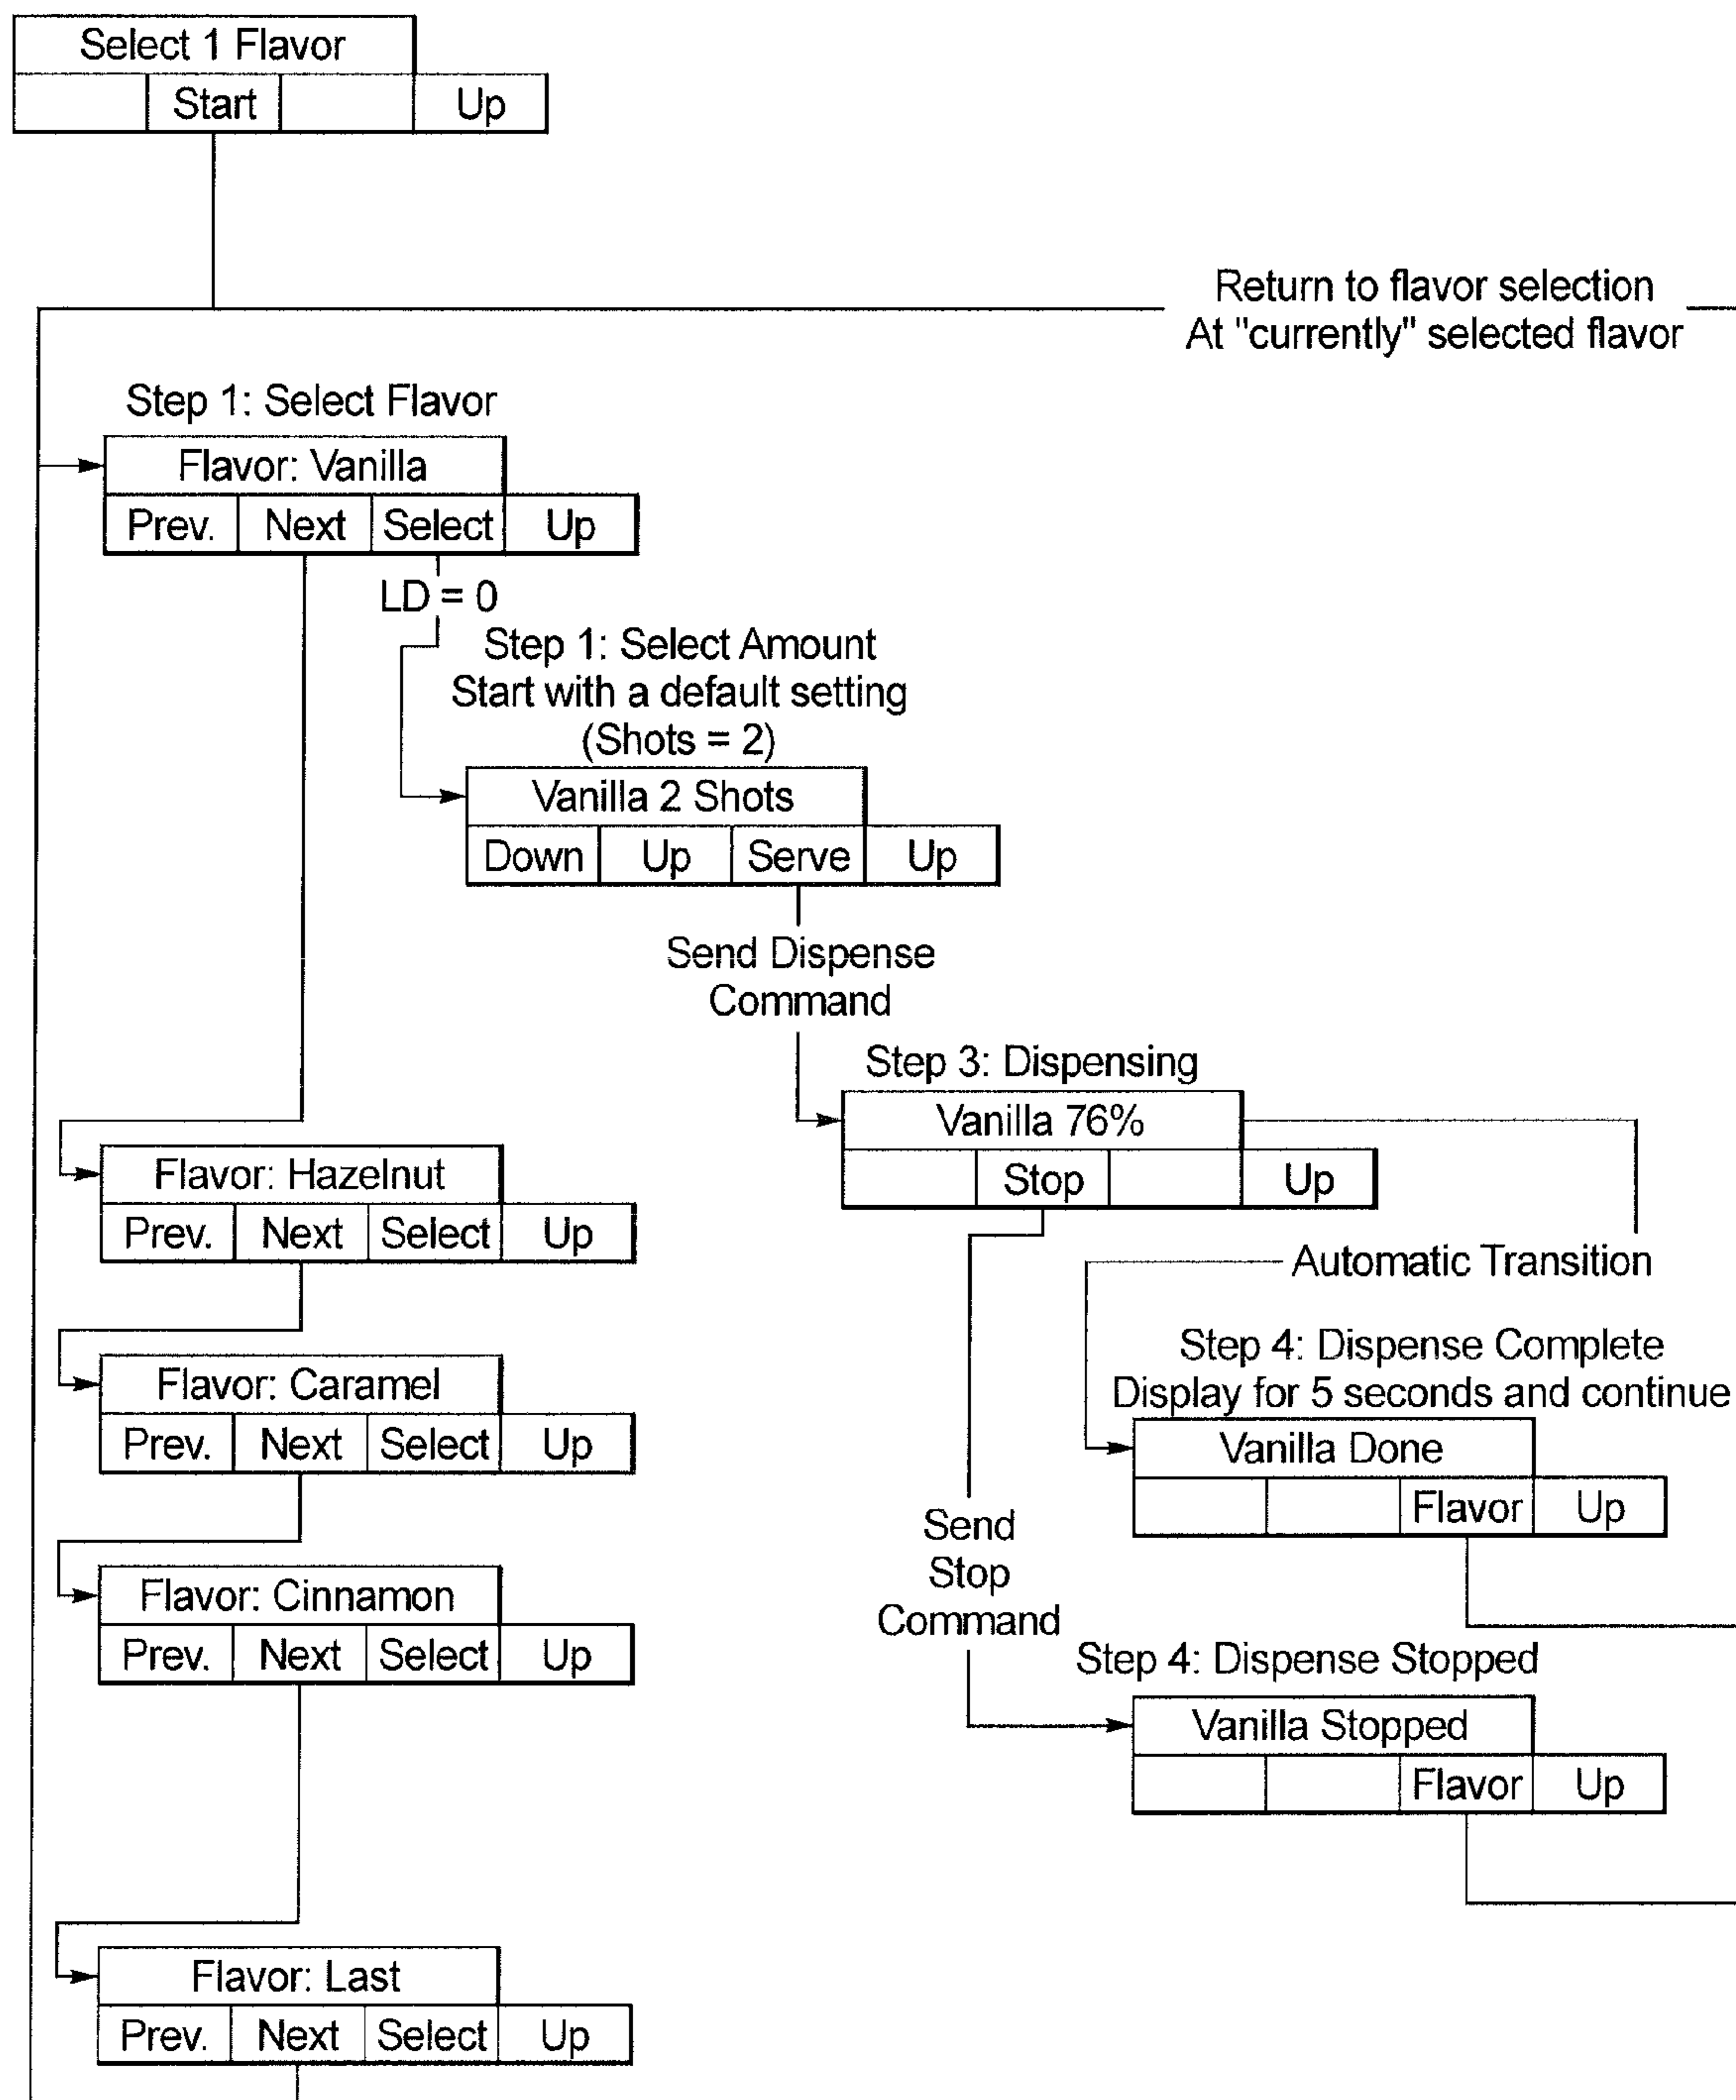 Select 1 Flavor
Start Up
Return to flavor selection
At "currently" selected flavor
Step 1: Select Flavor
Flavor: Vanilla
Prev. Next Select Up
LD = 0
Step 1: Select Amount
Start with a default setting
(Shots = 2)
Vanilla 2 Shots
Down Up Serve Up
Send Dispense
Command
Step 3: Dispensing
Vanilla 76%
Stop Up
Automatic Transition
Step 4: Dispense Complete
Display for 5 seconds and continue
Vanilla Done
Flavor Up
Send
Stop
Command
Step 4: Dispense Stopped
Vanilla Stopped
Flavor Up
Flavor: Hazelnut
Prev. Next Select Up
Flavor: Caramel
Prev. Next Select Up
Flavor: Cinnamon
Prev. Next Select Up
Flavor: Last
Prev. Next Select Up